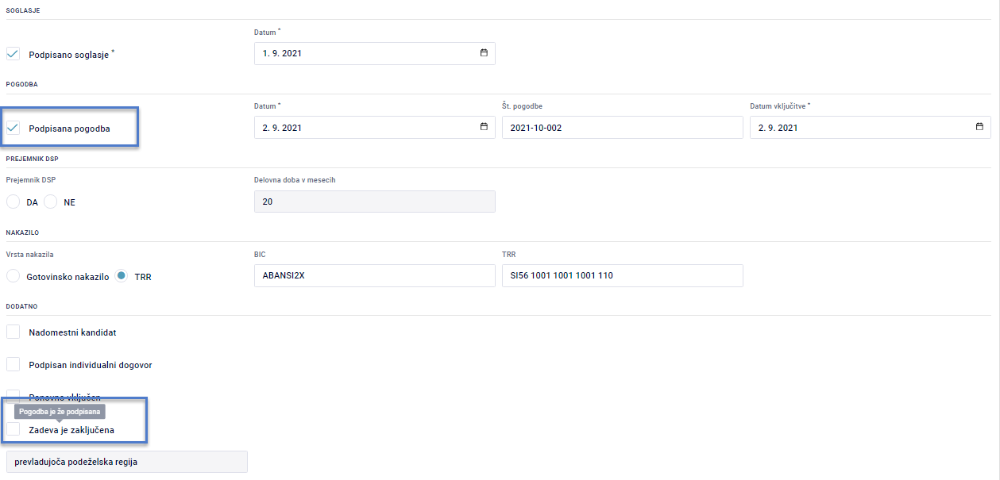 SOGLASJE
Datum *
Podpisano soglasje * 1. 9. 2021
POGODBA
Datum * Št. pogodbe Datum vključitve *
Podpisana pogodba 2. 9. 2021 2021-10-002 2. 9. 2021
PREJEMNIK DSP
Prejemnik DSP Delovna doba v mesecih
DA NE 20
NAKAZILO
Vrsta nakazila BIC TRR
Gotovinsko nakazilo TRR ABANSI2X SI56 1001 1001 1001 110
DODATNO
Nadomestni kandidat
Podpisan individualni dogovor
Ponovno vključen
Pogodba je že podpisana
Zadeva je zaključena
prevladujoča podeželska regija